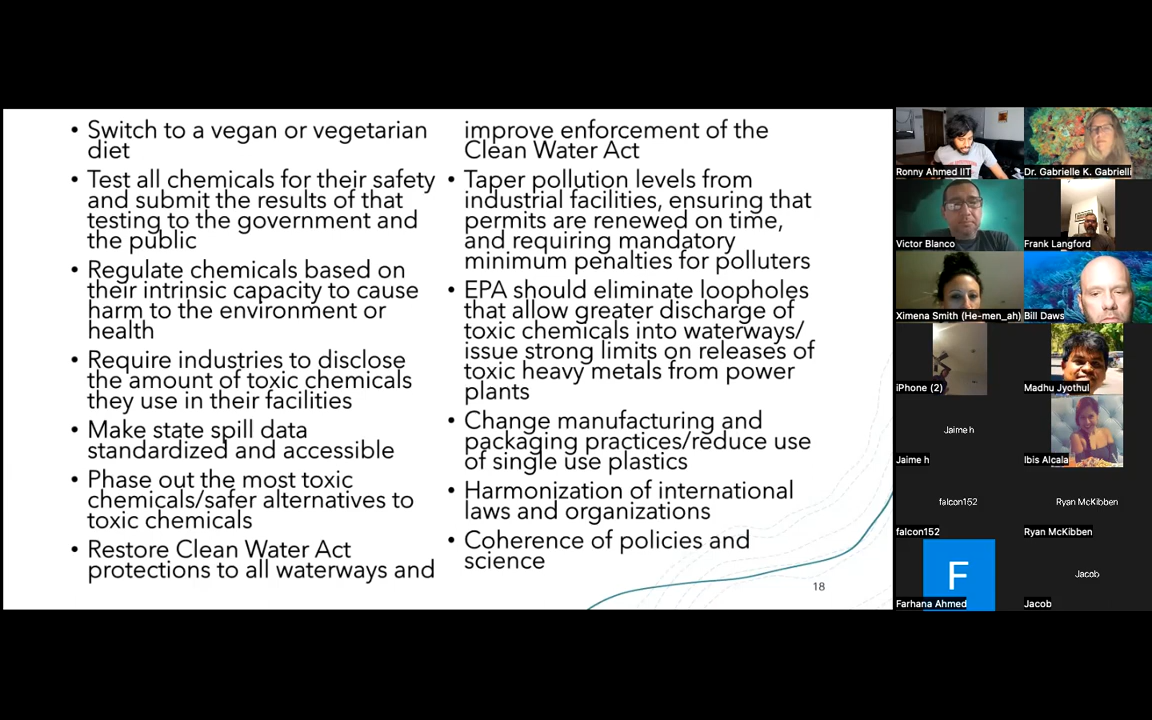 • Switch to a vegan or vegetarian
diet
• Test all chemicals for their safety
and submit the results of that
testing to the government and
the public
• Regulate chemicals based on
their intrinsic capacity to cause
harm to the environment or
health
• Require industries to disclose
the amount of toxic chemicals
they use in their facilities
• Make state spill data
standardized and accessible
• Phase out the most toxic
chemicals/safer alternatives to
toxic chemicals
• Restore Clean Water Act
protections to all waterways and
improve enforcement of the
Clean Water Act
• Taper pollution levels from
industrial facilities, ensuring that
permits are renewed on time,
and requiring mandatory
minimum penalties for polluters
• EPA should eliminate loopholes
that allow greater discharge of
toxic chemicals into waterways/
issue strong limits on releases of
toxic heavy metals from power
plants
• Change manufacturing and
packaging practices/reduce use
of single use plastics
• Harmonization of international
laws and organizations
• Coherence of policies and
science
18
Ronny Ahmed IIT
Dr. Gabrielle K. Gabrielli
Victor Blanco
Frank Langford
Ximena Smith (He-men_ah)
Bill Daws
iPhone (2)
Madhu Jyothul
Jaime h
Jaime h
Ibis Alcala
falcon152
falcon152
Ryan McKibben
Ryan McKibben
F
Farhana Ahmed
Jacob
Jacob